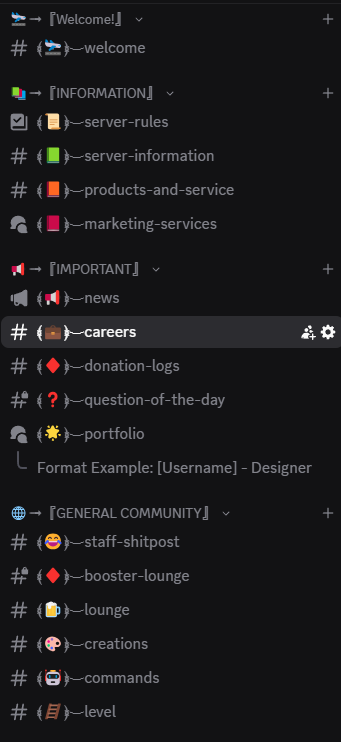 🛬 → 『Welcome!』
⦗🛬⦘〜welcome
📚 → 『INFORMATION』
⦗📜⦘〜server-rules
⦗📗⦘〜server-information
⦗📙⦘〜products-and-service
⦗📕⦘〜marketing-services
📢 → 『IMPORTANT』
⦗📢⦘〜news
⦗💼⦘〜careers
⦗♦️⦘〜donation-logs
⦗❓⦘〜question-of-the-day
⦗🌟⦘〜portfolio
Format Example: [Username] - Designer
🌐 → 『GENERAL COMMUNITY』
⦗😂⦘〜staff-shitpost
⦗♦️⦘〜booster-lounge
⦗🍺⦘〜lounge
⦗🎨⦘〜creations
⦗🤖⦘〜commands
⦗🪜⦘〜level